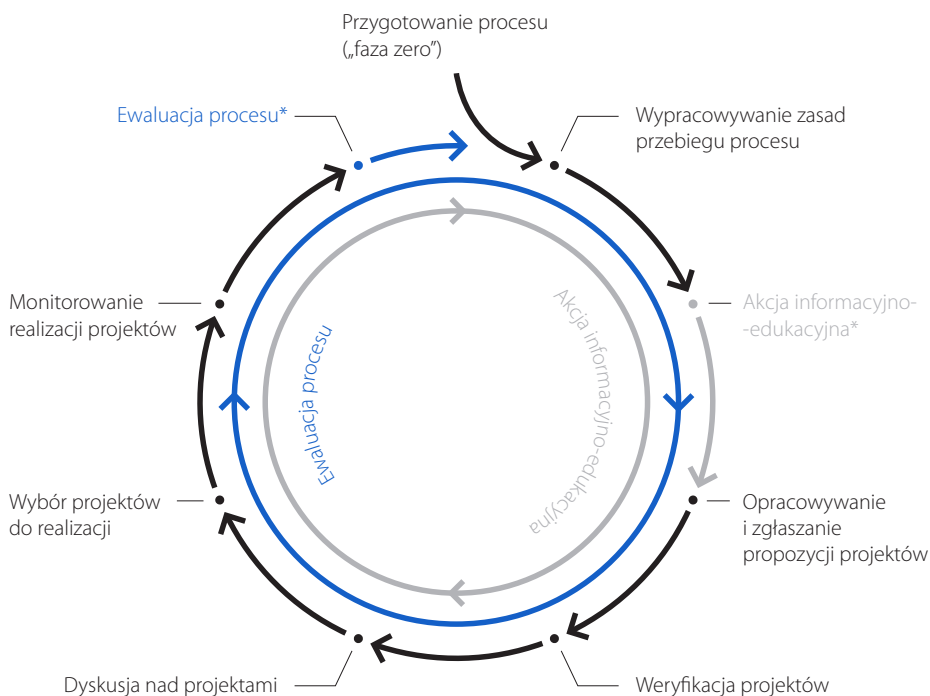 Przygotowanie procesu
(„faza zero”)
Ewaluacja procesu*
Wypracowywanie zasad
przebiegu procesu
Monitorowanie
realizacji projektów
Akcja informacyjno-
-edukacyjna*
Ewaluacja procesu
Akcja informacyjno-edukacyjna
Wybór projektów
do realizacji
Opracowywanie
i zgłaszanie
propozycji projektów
Dyskusja nad projektami
Weryfikacja projektów